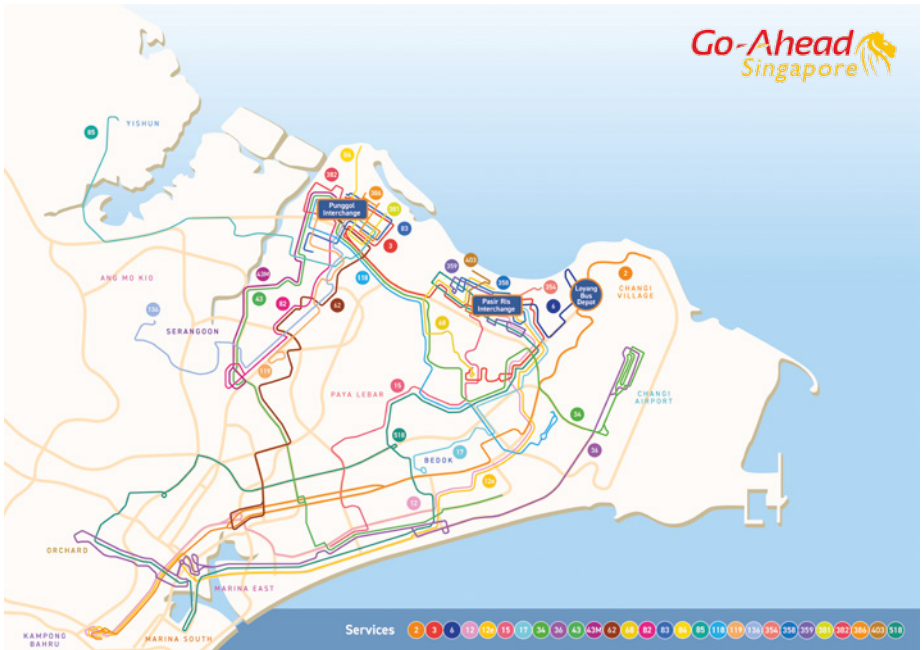 Go-Ahead
Singapore
85
YISHUN
84
382
386
Punggol
Interchange
381
83
3
43M
118
359
403
358
354
2
CHANGI
VILLAGE
Loyang
Bus
Depot
Pasir Ris
Interchange
6
ANG MO KIO
43
82
62
136
SERANGOON
68
119
PAYA LEBAR
15
CHANGI
AIRPORT
34
518
36
BEDOK
17
12e
12
ORCHARD
MARINA EAST
KAMPONG
BAHRU
MARINA SOUTH
Services 2 3 6 12 12e 15 17 34 36 43 43M 62 68 82 83 84 85 118 119 136 354 358 359 381 382 386 403 518